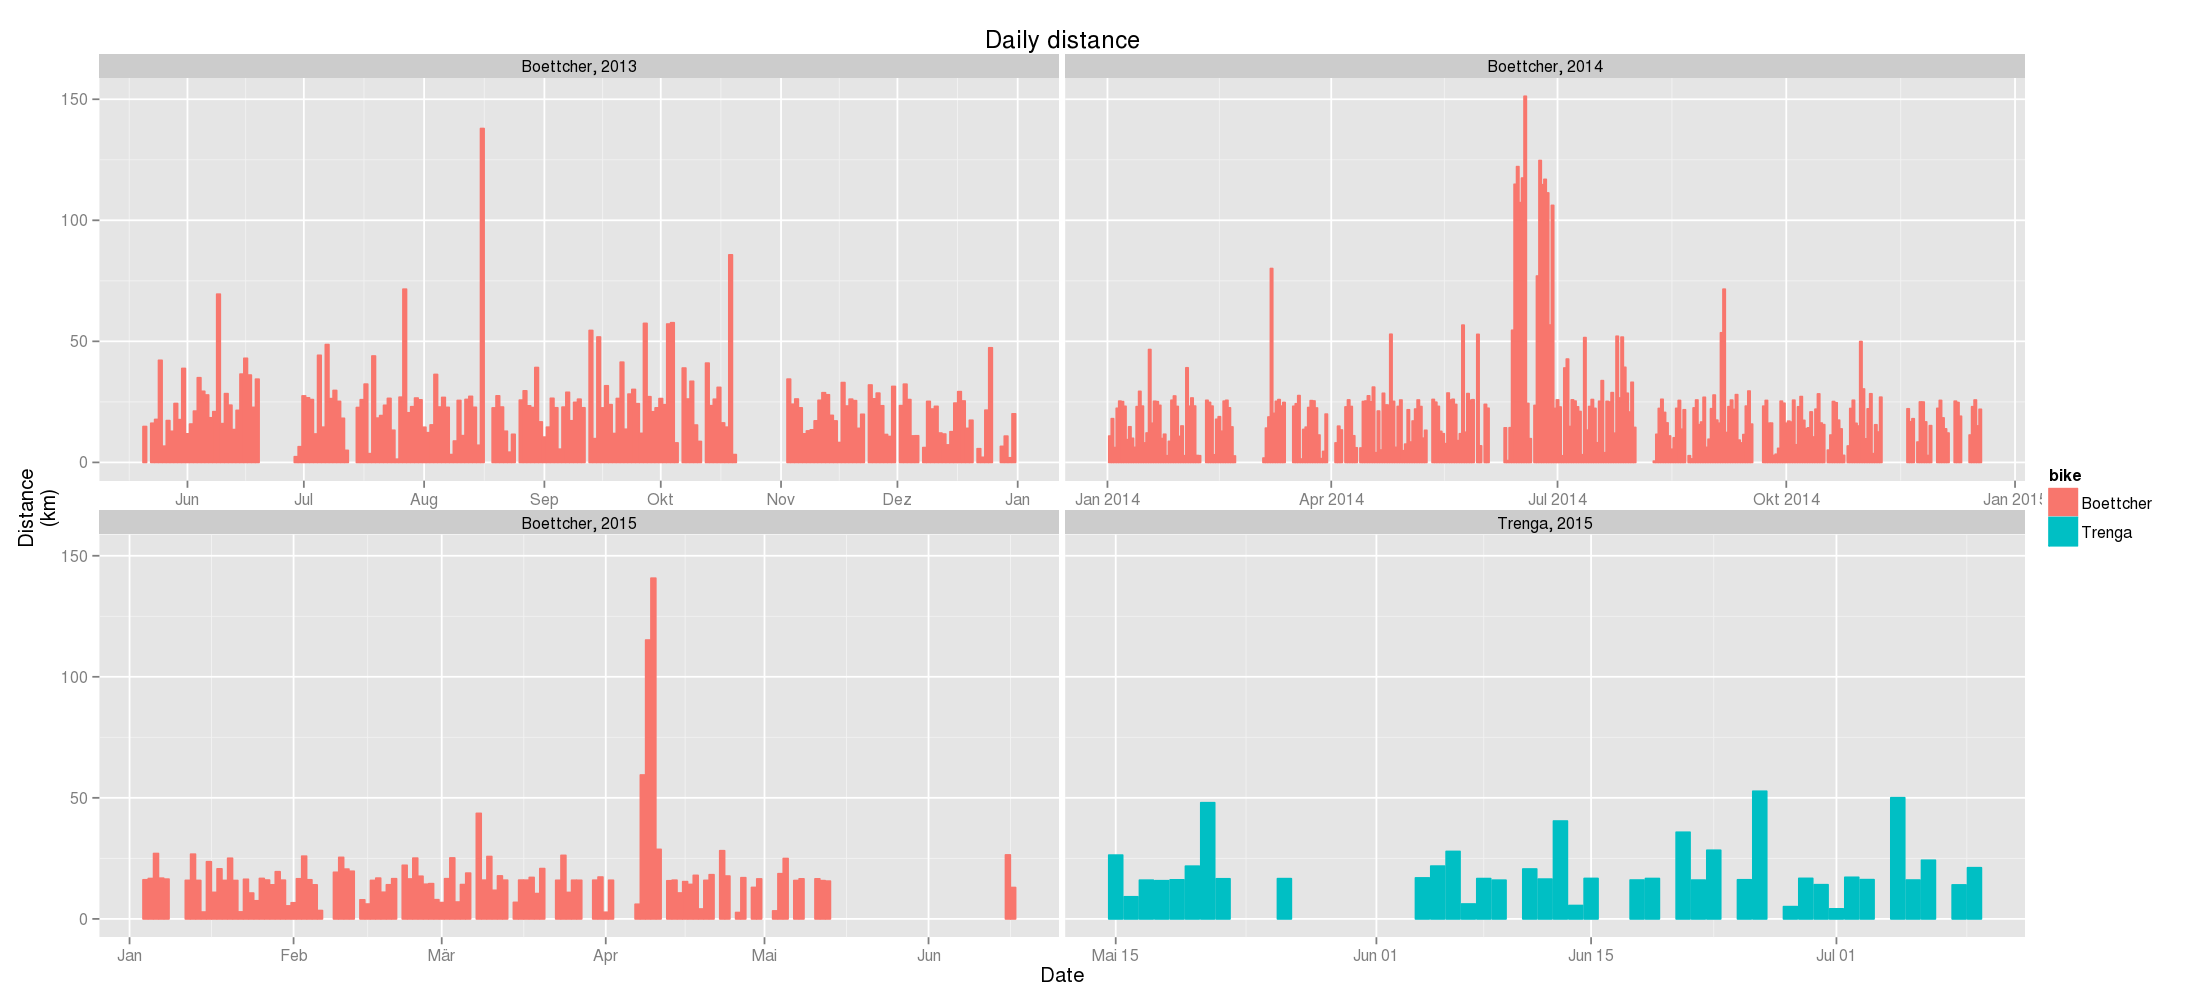 Daily distance
Boettcher, 2013
Boettcher, 2014
150
100
50
0
Jun Jul Aug Sep Okt Nov Dez Jan
Jan 2014 Apr 2014 Jul 2014 Okt 2014 Jan 2015
Distance
(km)
Boettcher, 2015
Trenga, 2015
150
100
50
0
Jan Feb Mär Apr Mai Jun
Mai 15 Jun 01 Jun 15 Jul 01
Date
bike
Boettcher
Trenga